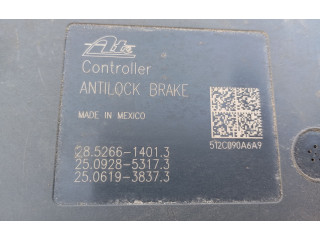 Ate
Controller
ANTILOCK BRAKE
MADE IN MEXICO
512C890A6A9
28.5266-1401.3
25.0928-5317.3
25.0619-3837.3